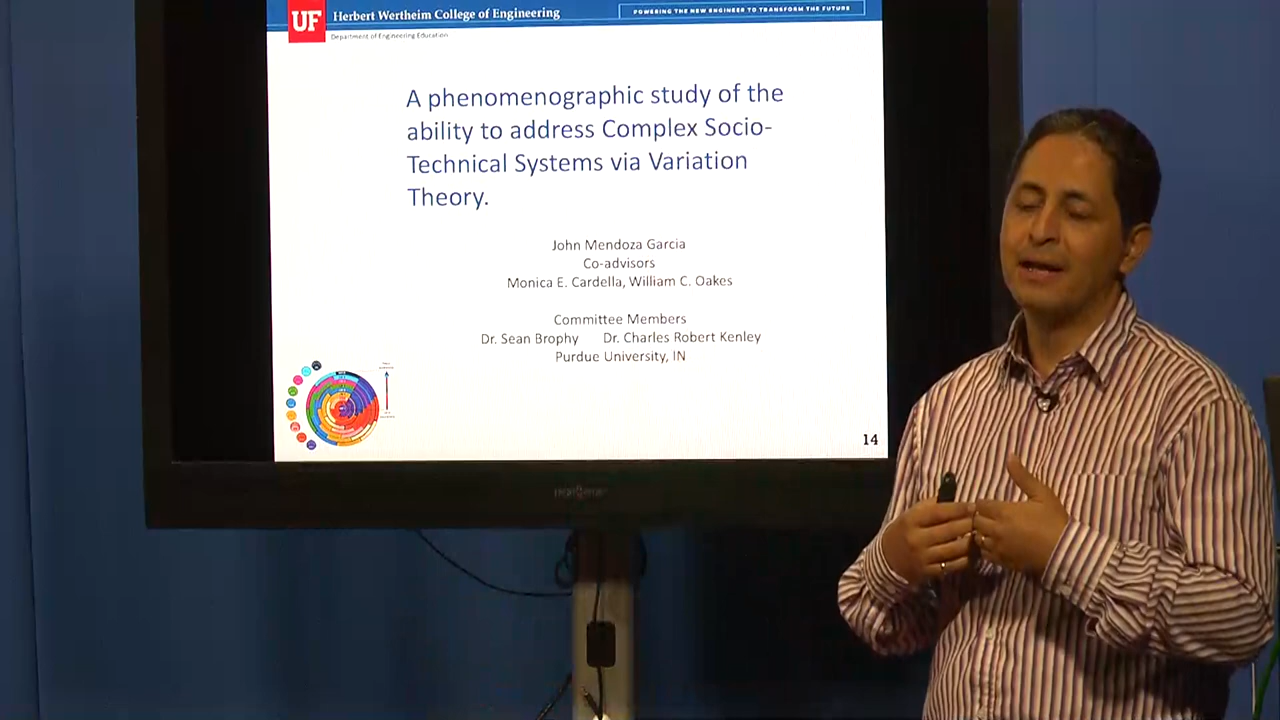 UF
Herbert Wertheim College of Engineering
POWERING THE NEW ENGINEER TO TRANSFORM THE FUTURE
Department of Engineering Education
A phenomenographic study of the
ability to address Complex Socio-
Technical Systems via Variation
Theory.
John Mendoza Garcia
Co-advisors
Monica E. Cardella, William C. Oakes
Committee Members
Dr. Sean Brophy Dr. Charles Robert Kenley
Purdue University, IN
14